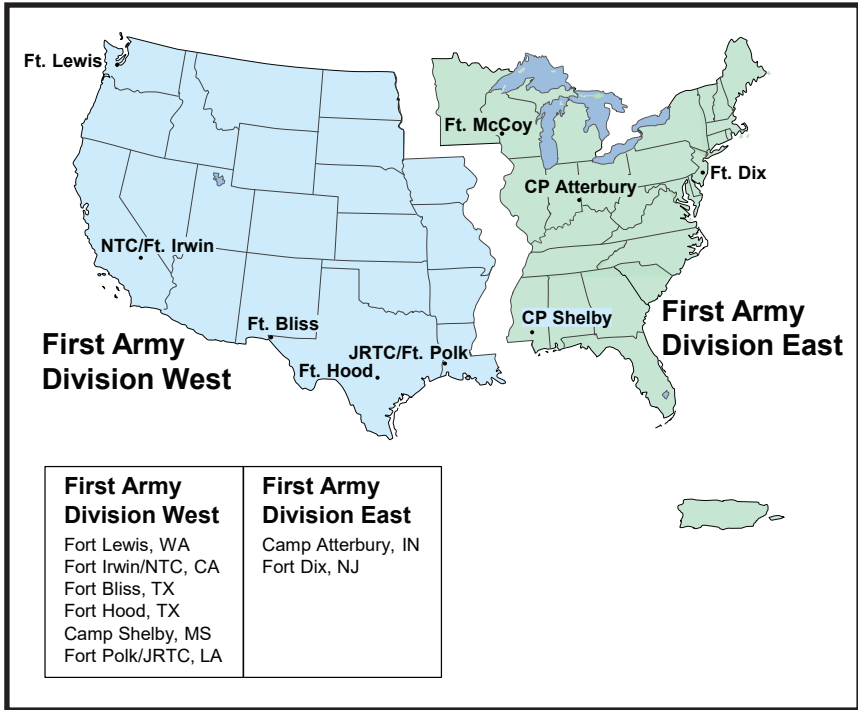 Ft. Lewis
Ft. McCoy
Ft. Dix
CP Atterbury
NTC/Ft. Irwin
Ft. Bliss
CP Shelby
First Army
Division East
First Army
Division West
JRTC/Ft. Polk
Ft. Hood
First Army
Division West
Fort Lewis, WA
Fort Irwin/NTC, CA
Fort Bliss, TX
Fort Hood, TX
Camp Shelby, MS
Fort Polk/JRTC, LA
First Army
Division East
Camp Atterbury, IN
Fort Dix, NJ